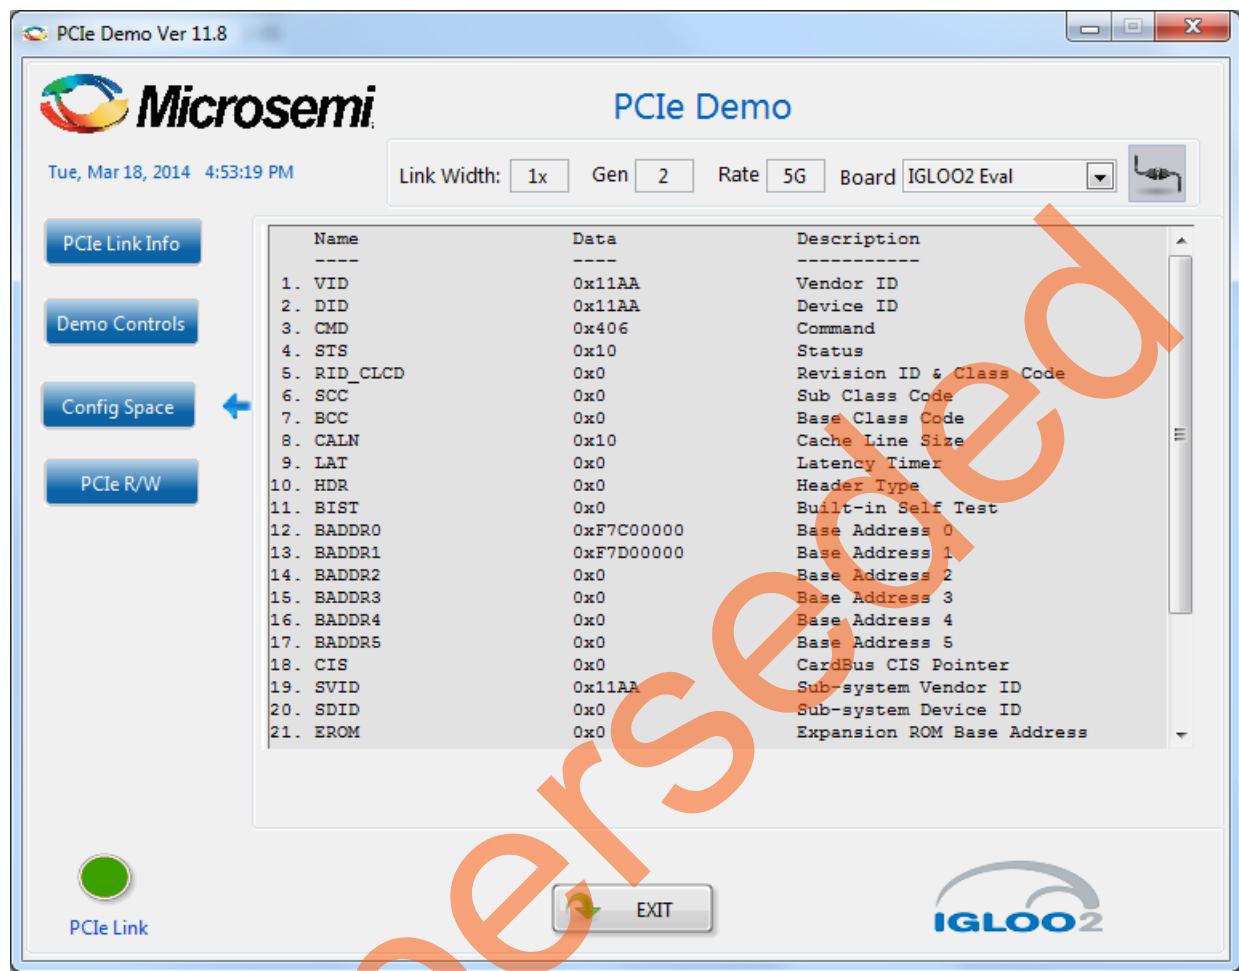 PCIe Demo Ver 11.8
Microsemi
PCIe Demo
Tue, Mar 18, 2014 4:53:19 PM
Link Width: 1x Gen 2 Rate 5G Board IGLOO2 Eval
PCIe Link Info
Demo Controls
Config Space
PCIe R/W
Name Data Description
---- ---- -----------
1. VID 0x11AA Vendor ID
2. DID 0x11AA Device ID
3. CMD 0x406 Command
4. STS 0x10 Status
5. RID_CLCD 0x0 Revision ID & Class Code
6. SCC 0x0 Sub Class Code
7. BCC 0x0 Base Class Code
8. CALN 0x10 Cache Line Size
9. LAT 0x0 Latency Timer
10. HDR 0x0 Header Type
11. BIST 0x0 Built-in Self Test
12. BADDR0 0xF7C00000 Base Address 0
13. BADDR1 0xF7D00000 Base Address 1
14. BADDR2 0x0 Base Address 2
15. BADDR3 0x0 Base Address 3
16. BADDR4 0x0 Base Address 4
17. BADDR5 0x0 Base Address 5
18. CIS 0x0 CardBus CIS Pointer
19. SVID 0x11AA Sub-system Vendor ID
20. SDID 0x0 Sub-system Device ID
21. EROM 0x0 Expansion ROM Base Address
PCIe Link
EXIT
IGLOO2
perseded